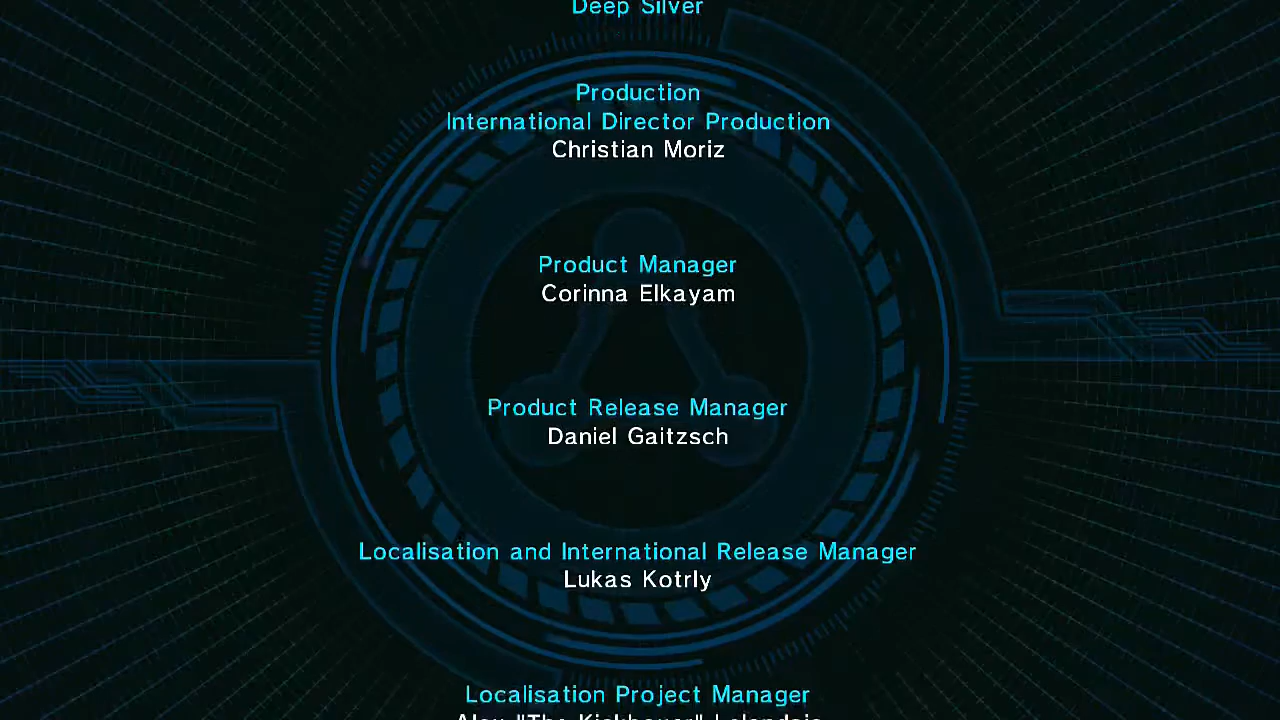 Deep Silver
Production
International Director Production
Christian Moriz
Product Manager
Corinna Elkayam
Product Release Manager
Daniel Gaitzsch
Localisation and International Release Manager
Lukas Kotrly
Localisation Project Manager
"The